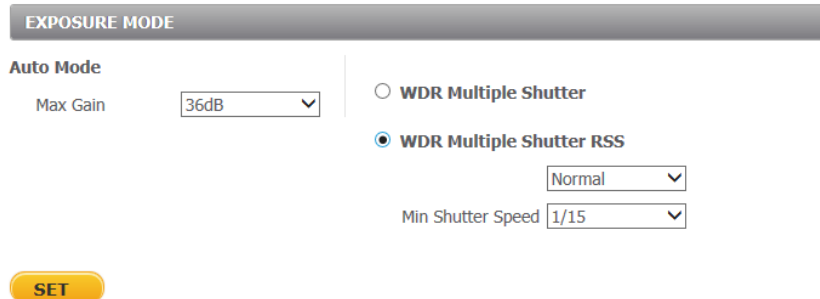 EXPOSURE MODE
Auto Mode
Max Gain 36dB
WDR Multiple Shutter
WDR Multiple Shutter RSS
Normal
Min Shutter Speed 1/15
SET